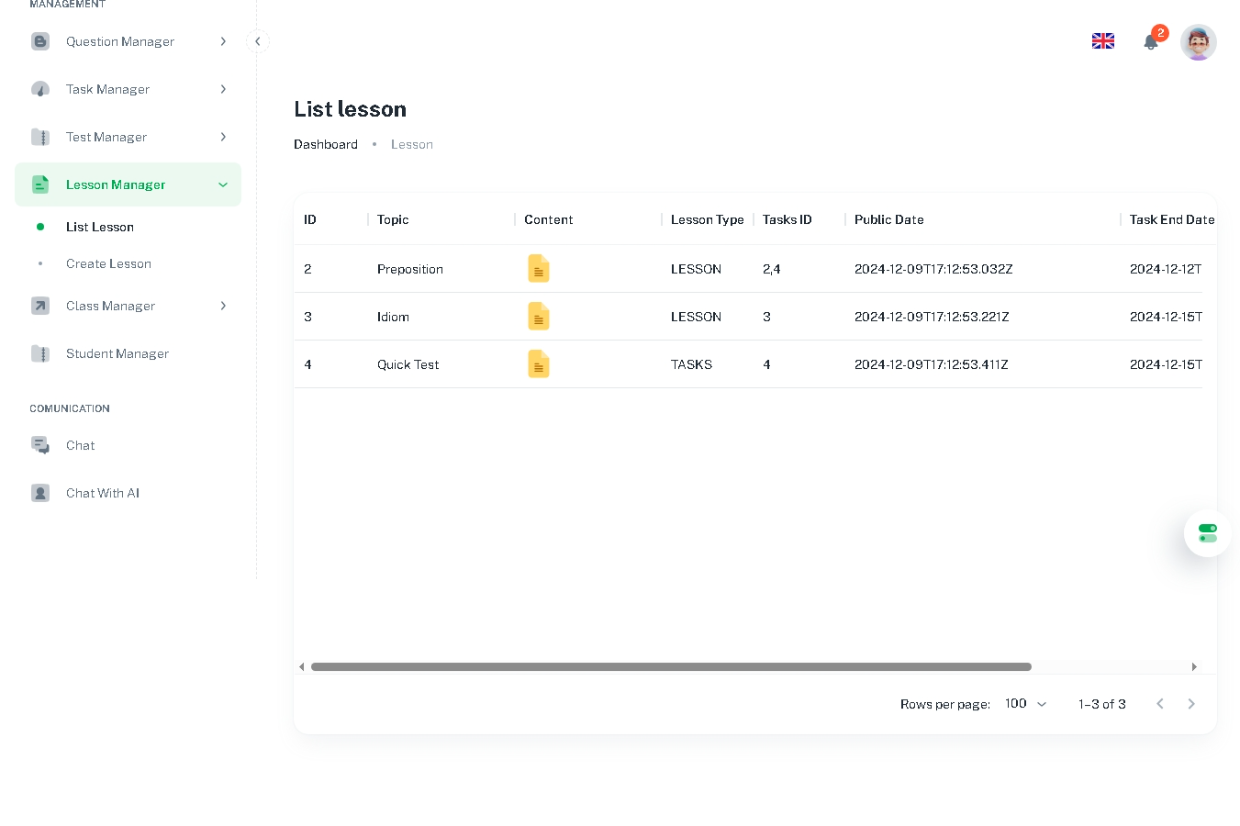 MANAGEMENT
Question Manager
Task Manager
Test Manager
Lesson Manager
List Lesson
Create Lesson
Class Manager
Student Manager
COMUNICATION
Chat
Chat With AI
2
List lesson
Dashboard • Lesson
ID Topic Content Lesson Type Tasks ID Public Date Task End Date
2 Preposition LESSON 2,4 2024-12-09T17:12:53.032Z 2024-12-12T
3 Idiom LESSON 3 2024-12-09T17:12:53.221Z 2024-12-15T
4 Quick Test TASKS 4 2024-12-09T17:12:53.411Z 2024-12-15T
Rows per page: 100 1–3 of 3